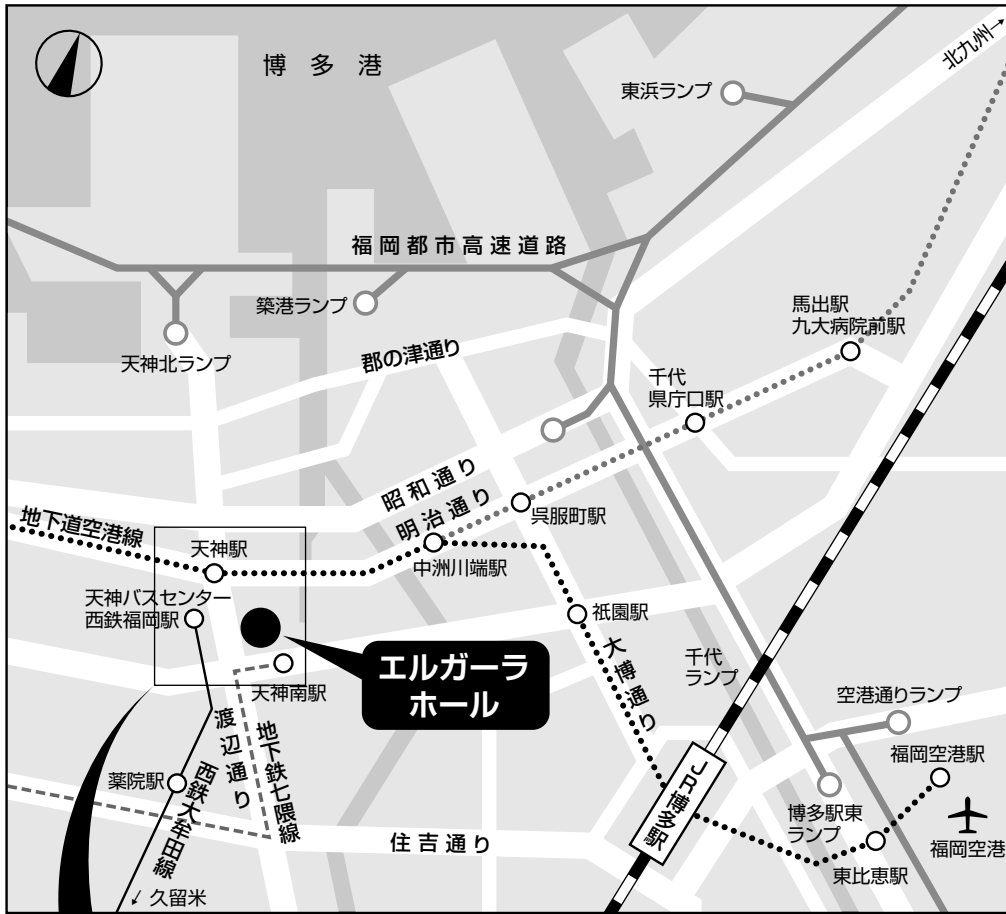 博多港
北九州→
東浜ランプ
福岡都市高速道路
築港ランプ
天神北ランプ
馬出駅
九大病院前駅
郡の津通り
千代
県庁口駅
昭和通り
明治通り
呉服町駅
地下道空港線
天神駅
中洲川端駅
天神バスセンター
西鉄福岡駅
祇園駅
エルガーラ
ホール
天神南駅
大博通り
千代
ランプ
空港通りランプ
渡辺通り
地下鉄七隈線
福岡空港駅
薬院駅
西鉄大牟田線
JR博多駅
住吉通り
博多駅東
ランプ
福岡空港
東比恵駅
↓久留米